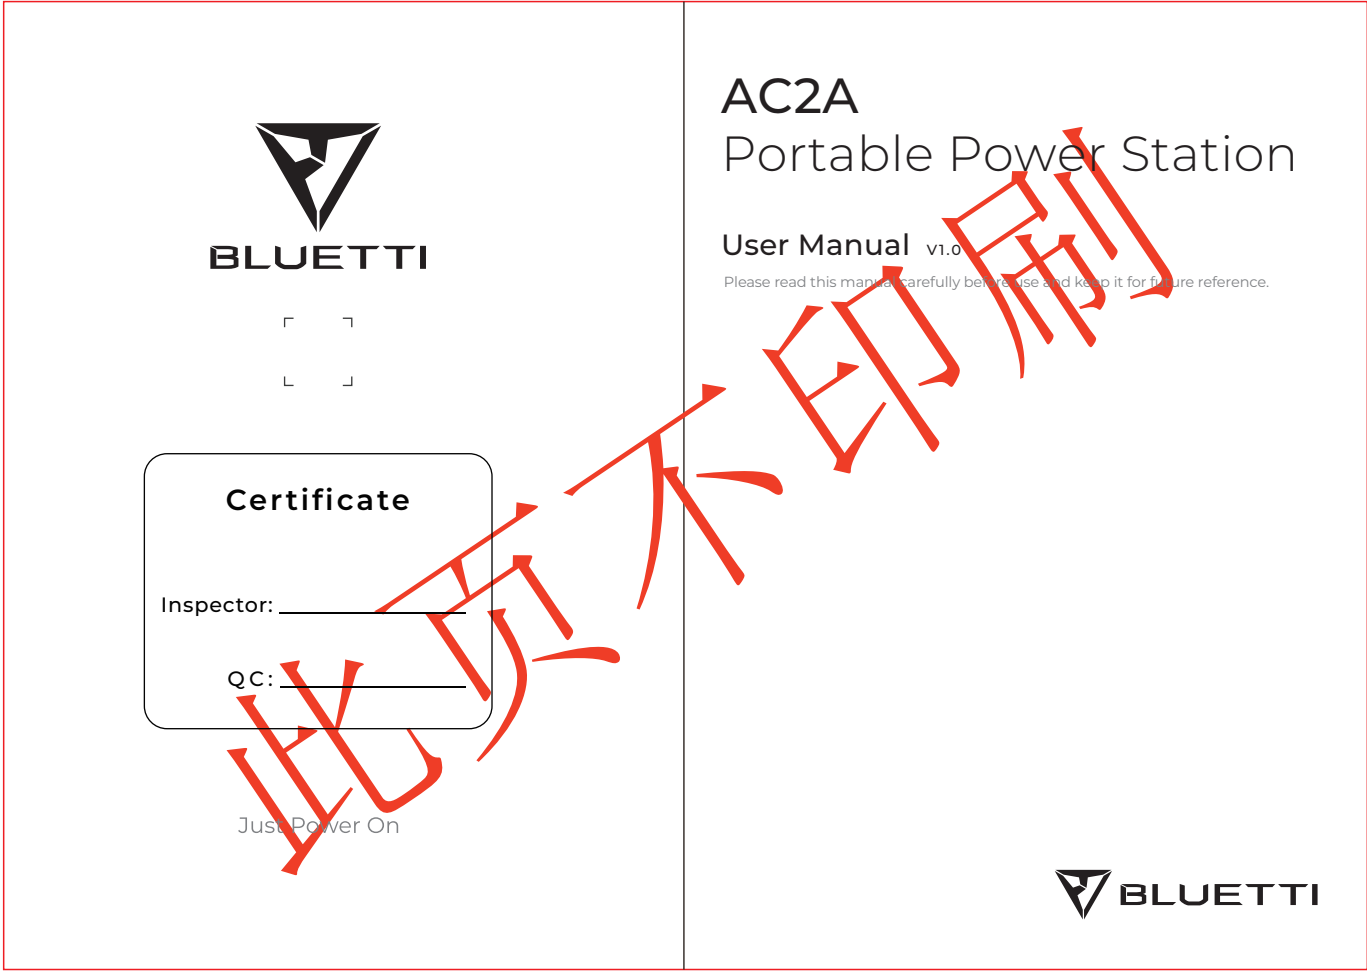 BLUETTI
Certificate
Inspector:
QC:
Just Power On
AC2A
Portable Power Station
User Manual V1.0
Please read this manual carefully before use and keep it for future reference.
BLUETTI
此页不印刷